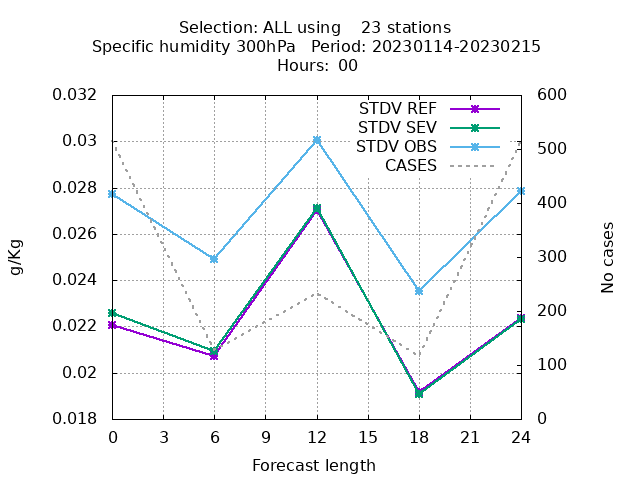 Selection: ALL using    23 stations
Specific humidity 300hPa   Period: 20230114-20230215
Hours: 00
STDV REF
STDV SEV
STDV OBS
CASES
0.032
0.03
0.028
0.026
0.024
0.022
0.02
0.018
g/Kg
600
500
400
300
200
100
0
No cases
0 3 6 9 12 15 18 21 24
Forecast length